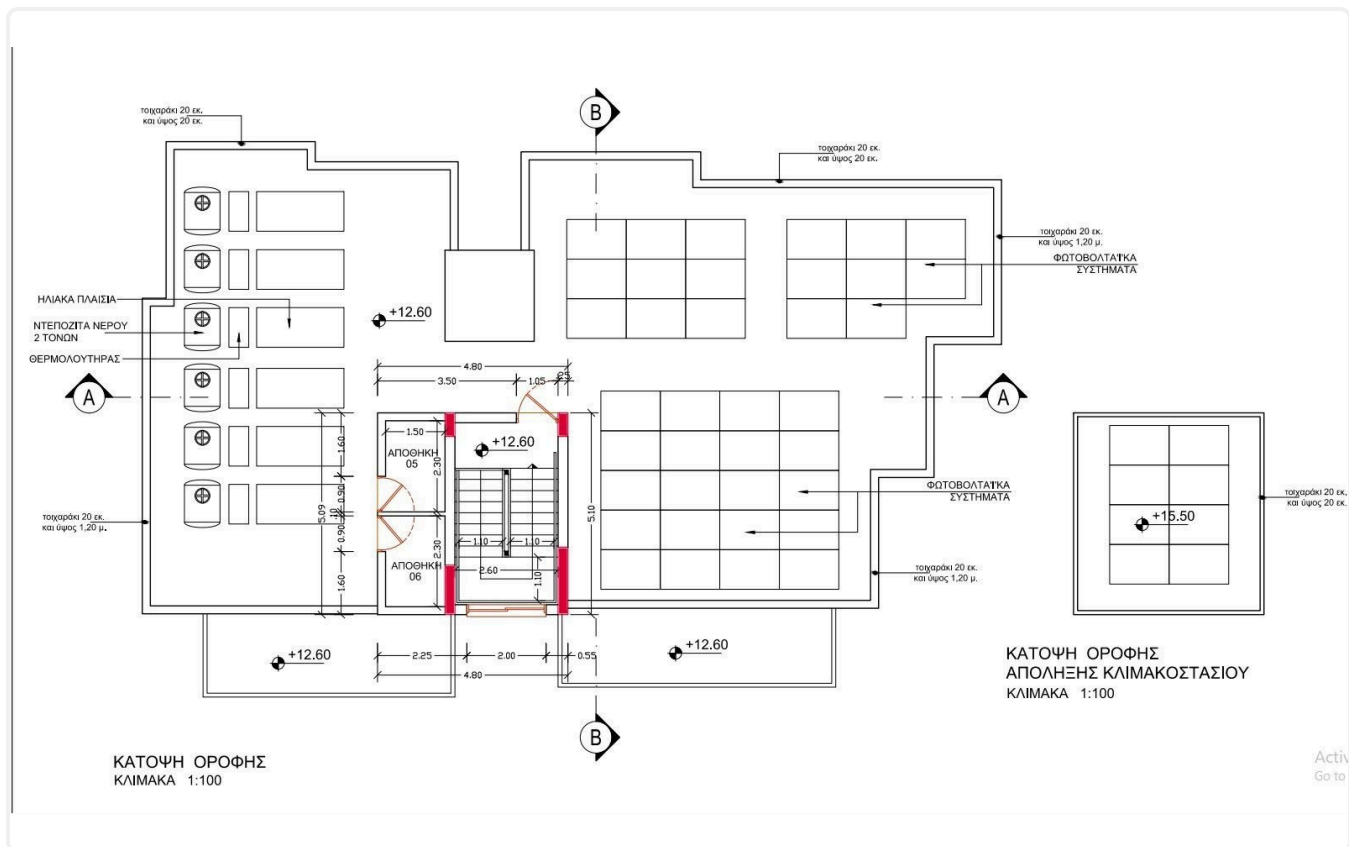 τοιχαράκι 20 εκ.
και ύψος 20 εκ.
B
τοιχαράκι 20 εκ.
και ύψος 20 εκ.
τοιχαράκι 20 εκ.
και ύψος 1,20 μ.
ΦΩΤΟΒΟΛΤΑΪΚΑ
ΣΥΣΤΗΜΑΤΑ
ΗΛΙΑΚΑ ΠΛΑΙΣΙΑ
ΝΤΕΠΟΖΙΤΑ ΝΕΡΟΥ
2 ΤΟΝΩΝ
ΘΕΡΜΟΛΟΥΤΗΡΑΣ
+12.60
4.80
3.50
1.05
A
A
1.50
ΑΠΟΘΗΚΗ
05
+12.60
1.60
2.30
0.90
.10
0.90
1.60
5.09
2.30
5.10
1.10
1.10
2.60
1.10
ΑΠΟΘΗΚΗ
06
ΦΩΤΟΒΟΛΤΑΪΚΑ
ΣΥΣΤΗΜΑΤΑ
τοιχαράκι 20 εκ.
και ύψος 1,20 μ.
τοιχαράκι 20 εκ.
και ύψος 1,20 μ.
τοιχαράκι 20 εκ.
και ύψος 20 εκ.
+15.50
+12.60
2.25
2.00
0.55
4.80
+12.60
B
ΚΑΤΟΨΗ ΟΡΟΦΗΣ
ΑΠΟΛΗΞΗΣ ΚΛΙΜΑΚΟΣΤΑΣΙΟΥ
ΚΛΙΜΑΚΑ 1:100
ΚΑΤΟΨΗ ΟΡΟΦΗΣ
ΚΛΙΜΑΚΑ 1:100
Go to